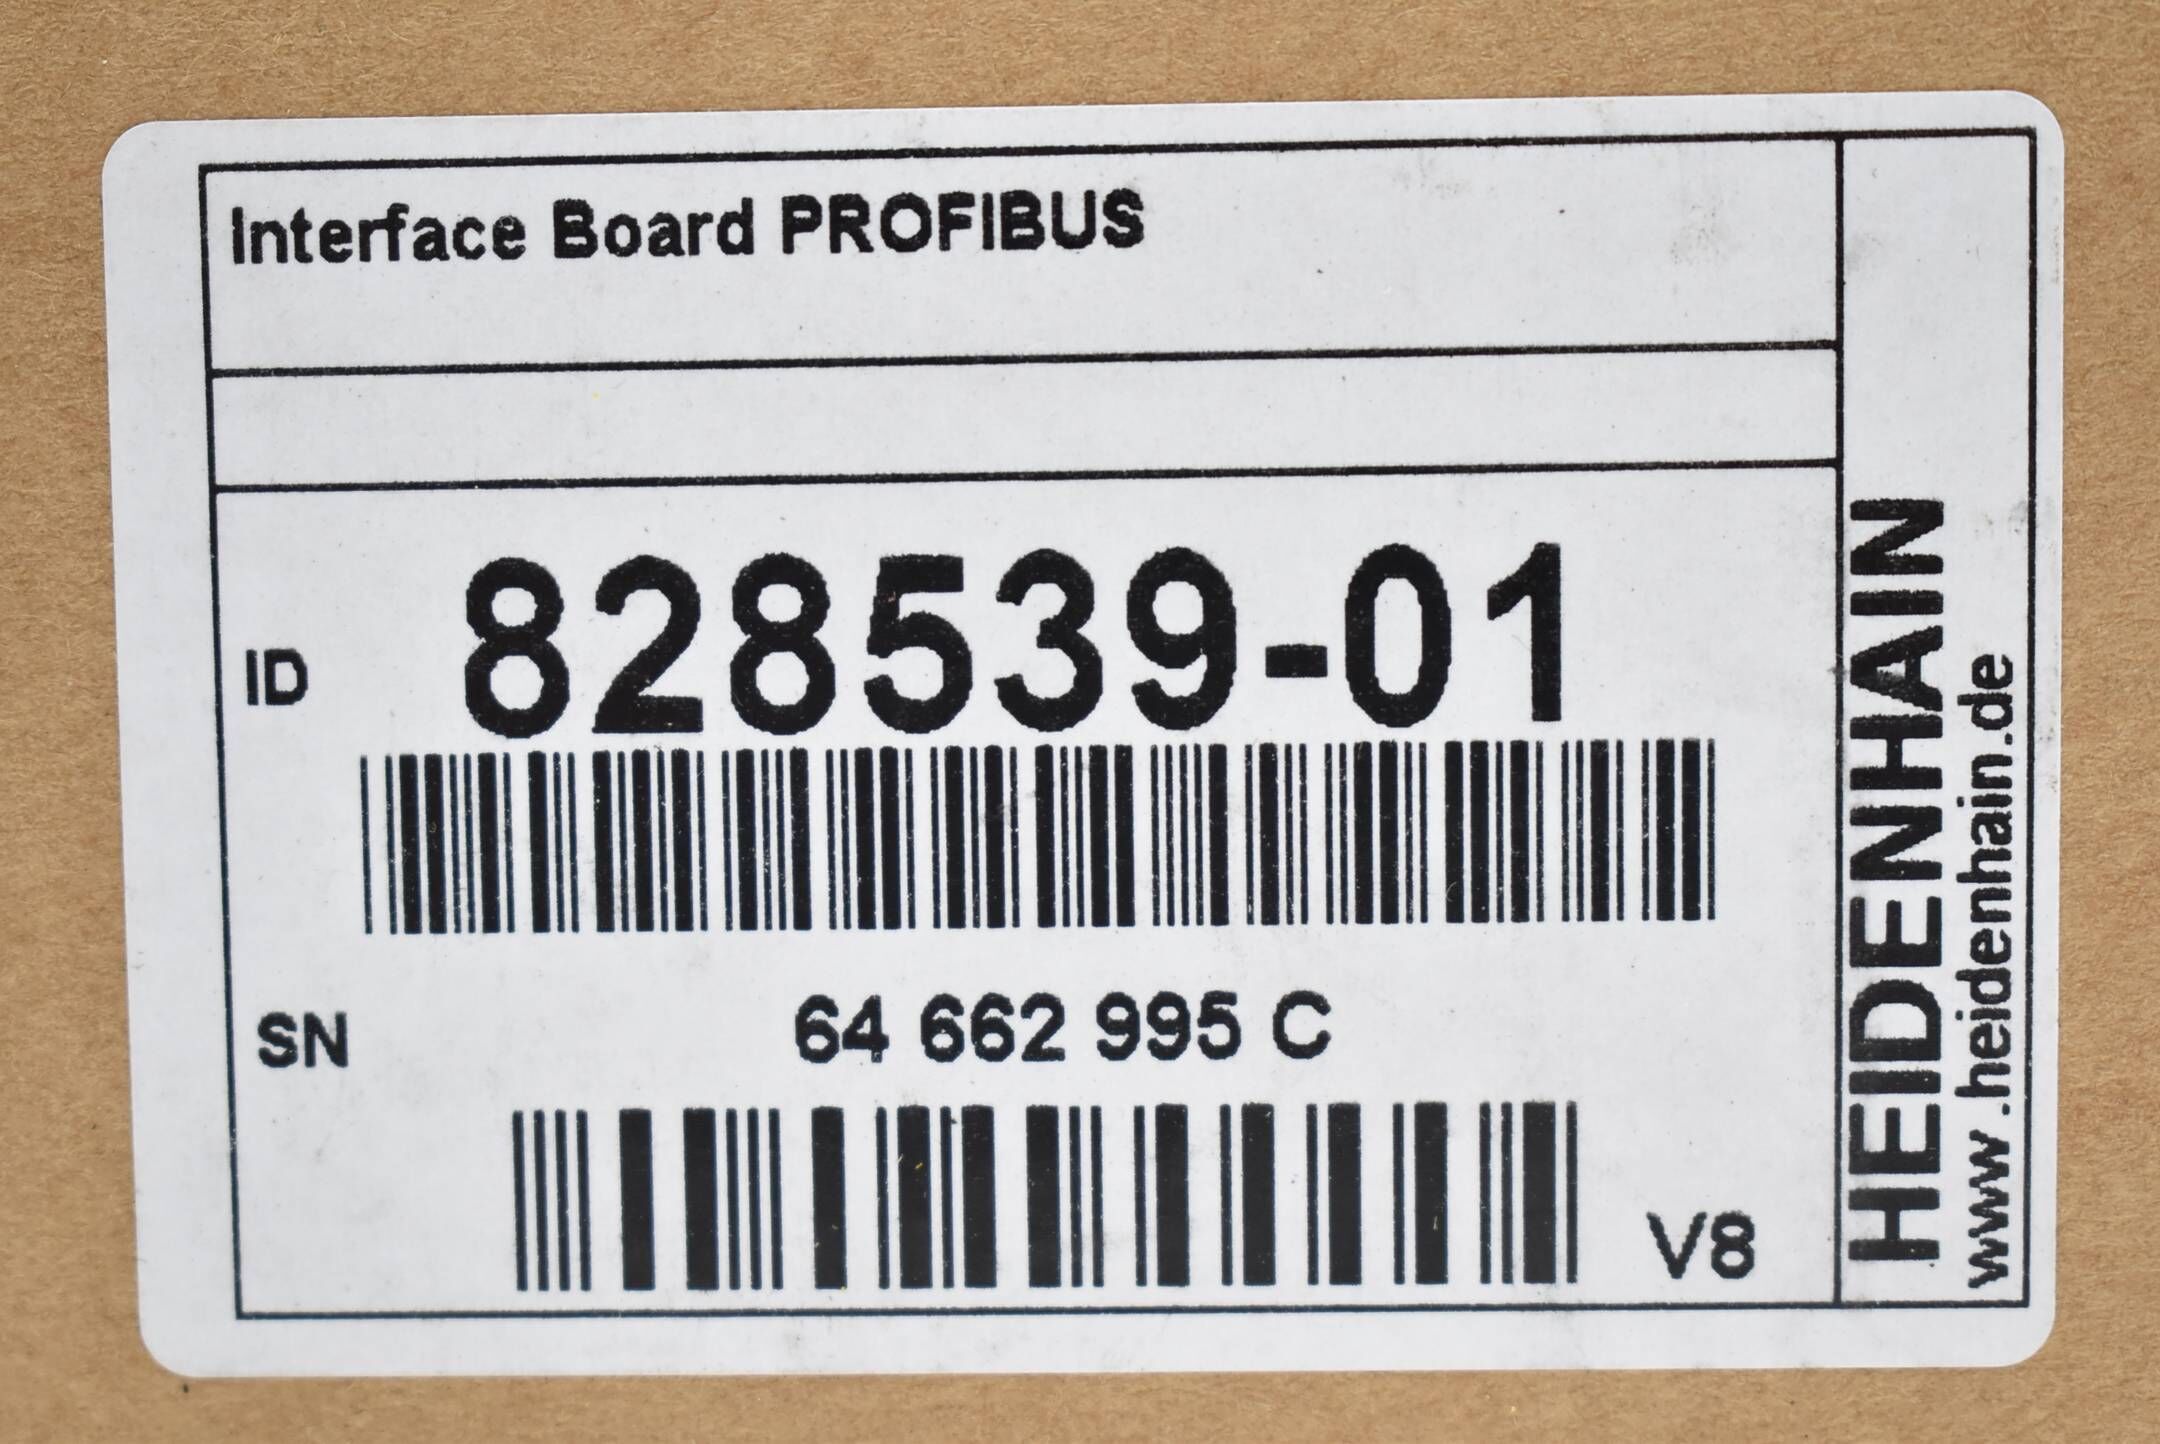 Interface Board PROFIBUS
ID 828539-01
SN 64 662 995 C
V8
HEIDENHAIN
www.heidenhain.de